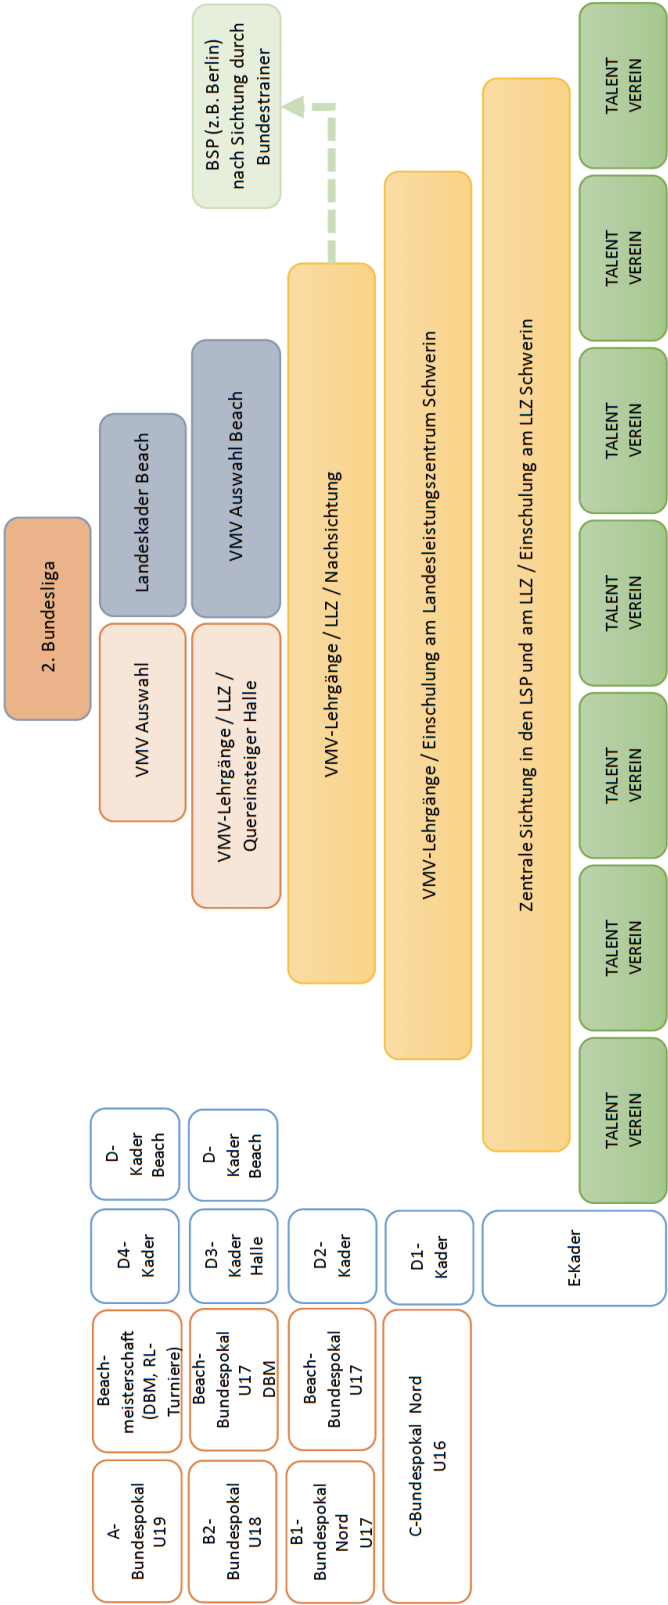 2. Bundesliga
A-
Bundespokal
U19
Beach-
meisterschaft
(DBM, RL-
Turniere)
D4-
Kader
D-
Kader
Beach
VMV Auswahl
Landeskader Beach
B2-
Bundespokal
U18
Beach-
Bundespokal
U17
DBM
D3-
Kader
Halle
D-
Kader
Beach
VMV-Lehrgänge / LLZ /
Quereinsteiger Halle
VMV Auswahl Beach
BSP (z.B. Berlin)
nach Sichtung durch
Bundestrainer
B1-
Bundespokal
Nord
U17
Beach-
Bundespokal
U17
D2-
Kader
VMV-Lehrgänge / LLZ / Nachsichtung
C-Bundespokal Nord
U16
D1-
Kader
VMV-Lehrgänge / Einschulung am Landesleistungszentrum Schwerin
E-Kader
Zentrale Sichtung in den LSP und am LLZ / Einschulung am LLZ Schwerin
TALENT
VEREIN
TALENT
VEREIN
TALENT
VEREIN
TALENT
VEREIN
TALENT
VEREIN
TALENT
VEREIN
TALENT
VEREIN